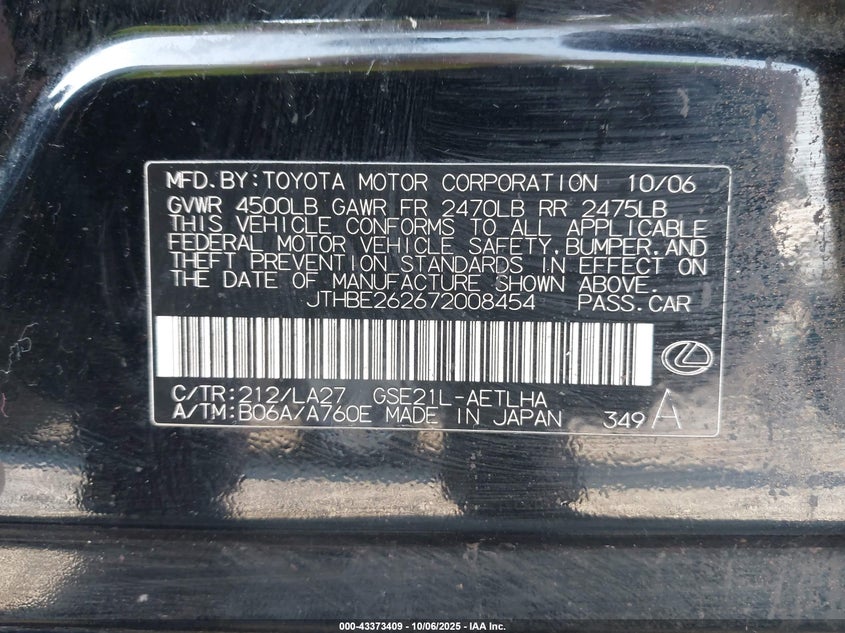 MFD.BY:TOYOTA MOTOR CORPORATION 10/06
GVWR 4500LB GAWR FR 2470LB RR 2475LB
THIS VEHICLE CONFORMS TO ALL APPLICABLE
FEDERAL MOTOR VEHICLE SAFETY,BUMPER,AND
THEFT PREVENTION STANDARDS IN EFFECT ON
THE DATE OF MANUFACTURE SHOWN ABOVE.
JTHBE262672008454 PASS.CAR
C/TR:212/LA27 GSE21L-AETLHA
A/TM:B06A/A760E MADE IN JAPAN 349 A
000-43373409 - 10/06/2025 - IAA Inc.